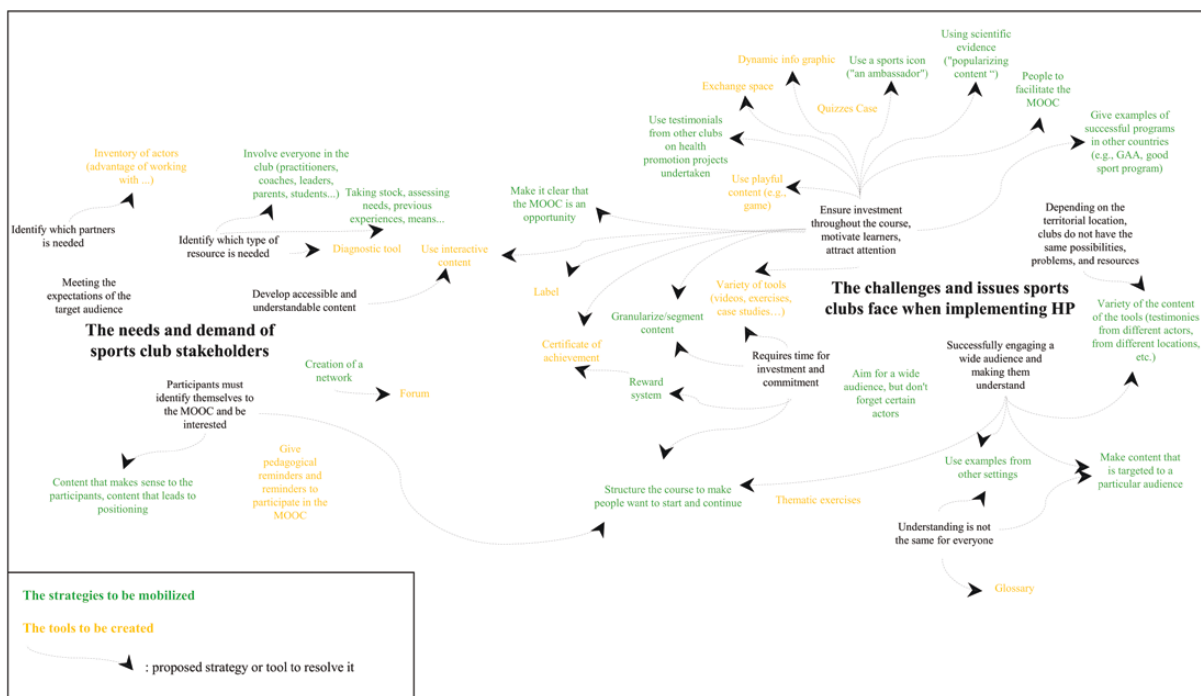 Inventory of actors
(advantage of working
with ...)
Involve everyone in the
club (practitioners,
coaches, leaders,
parents, students...)
Taking stock, assessing
needs, previous
experiences, means...
Identify which partners
is needed
Identify which type of
resource is needed
Diagnostic tool
Use interactive
content
Meeting the
expectations of the
target audience
Develop accessible and
understandable content
The needs and demand of
sports club stakeholders
Participants must
identify themselves to
the MOOC and be
interested
Creation of a
network
Forum
Content that makes sense to the
participants, content that leads to
positioning
Give
pedagogical
reminders and
reminders to
participate in the
MOOC
Dynamic info graphic
Exchange space
Use a sports icon
("an ambassador")
Quizzes Case
Using scientific
evidence
("popularizing
content “)
People to
facilitate the
MOOC
Give examples of
successful programs
in other countries
(e.g., GAA, good
sport program)
Use testimonials
from other clubs
on health
promotion projects
undertaken
Use playful
content (e.g.,
game)
Make it clear that
the MOOC is an
opportunity
Ensure investment
throughout the course,
motivate learners,
attract attention
Depending on the
territorial location,
clubs do not have the
same possibilities,
problems, and resources
Label
Variety of tools
(videos, exercises,
case studies…)
The challenges and issues sports
clubs face when implementing HP
Granularize/segment
content
Certificate of
achievement
Requires time for
investment and
commitment
Successfully engaging a
wide audience and
making them
understand
Variety of the content
of the tools (testimonies
from different actors,
from different locations,
etc.)
Reward
system
Aim for a wide
audience, but don't
forget certain
actors
Structure the course to make
people want to start and continue
Thematic exercises
Use examples from
other settings
Make content that
is targeted to a
particular audience
Understanding is not
the same for everyone
Glossary
The strategies to be mobilized
The tools to be created
: proposed strategy or tool to resolve it